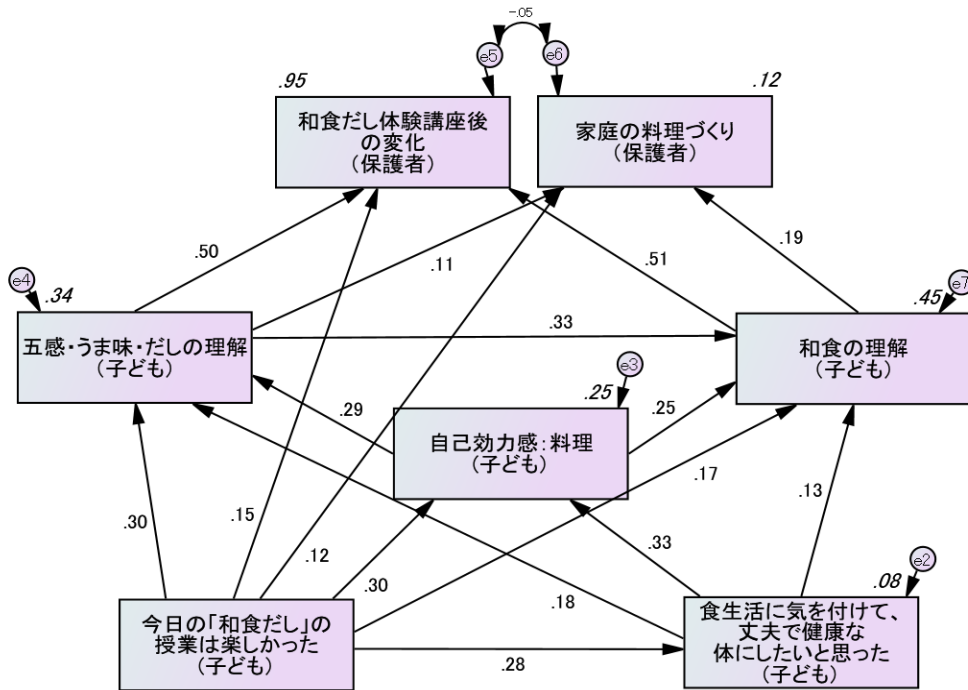 -.05
e5
e6
.95
.12
和食だし体験講座後
の変化
（保護者）
家庭の料理づくり
（保護者）
.50
.11
.51
.19
e4
.34
e7
.45
五感・うま味・だしの理解
（子ども）
.33
和食の理解
（子ども）
e3
.25
.29
自己効力感：料理
（子ども）
.25
.30
.15
.12
.30
.17
.13
.33
.18
e2
.08
今日の「和食だし」の
授業は楽しかった
（子ども）
.28
食生活に気を付けて、
丈夫で健康な
体にしたいと思った
（子ども）